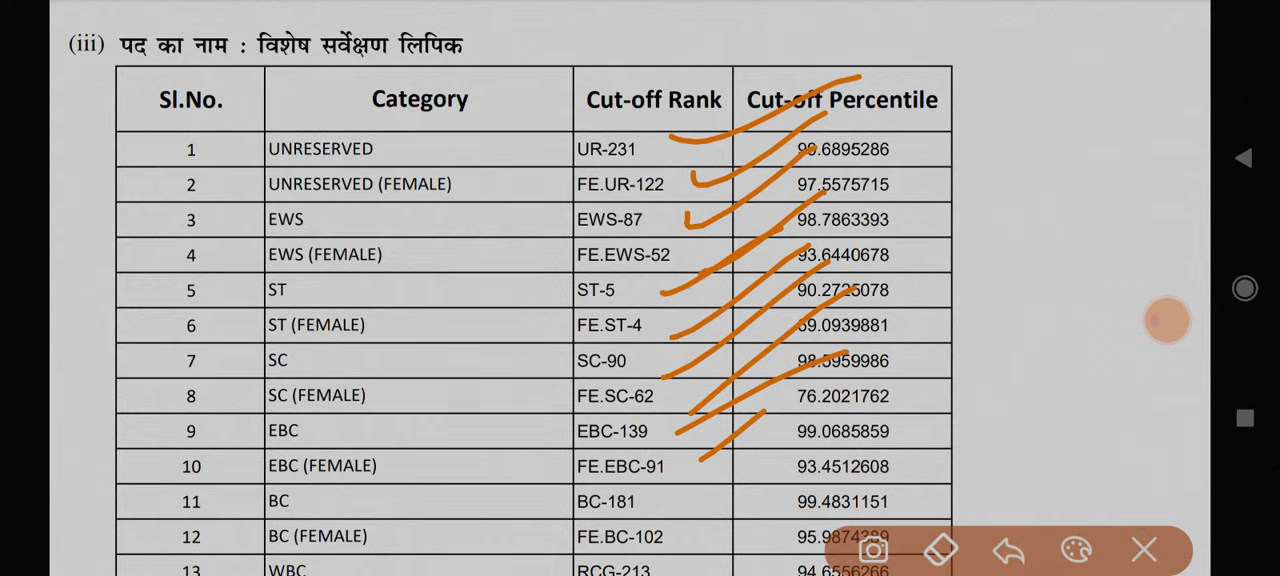 (iii) पद का नाम : विशेष सर्वेक्षण लिपिक
Sl.No. Category Cut-off Rank Cut-off Percentile
1 UNRESERVED UR-231 99.6895286
2 UNRESERVED (FEMALE) FE.UR-122 97.5575715
3 EWS EWS-87 98.7863393
4 EWS (FEMALE) FE.EWS-52 93.6440678
5 ST ST-5 90.2725078
6 ST (FEMALE) FE.ST-4
7 SC SC-90 98.5959986
8 SC (FEMALE) FE.SC-62 76.2021762
9 EBC EBC-139 99.0685859
10 EBC (FEMALE) FE.EBC-91 93.4512608
11 BC BC-181 99.4831151
12 BC (FEMALE) FE.BC-102 95.9874389
13 WBC RCG-213 94.6556266